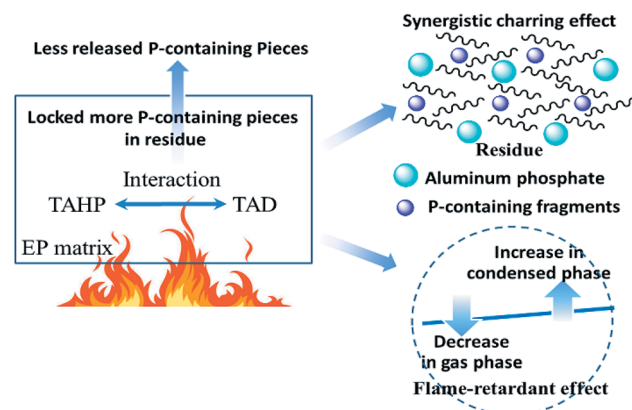 Less released P-containing Pieces
Locked more P-containing pieces
in residue
Interaction
TAHP
TAD
EP matrix
Synergistic charring effect
Residue
Aluminum phosphate
P-containing fragments
Increase in
condensed phase
Decrease
in gas phase
Flame-retardant effect